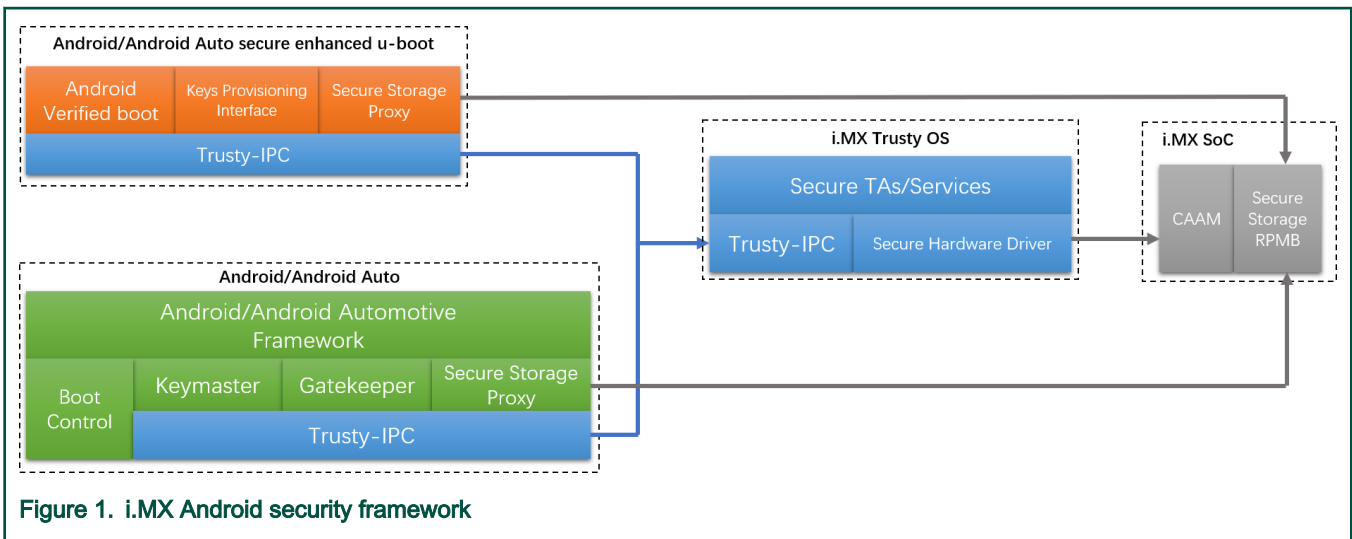 Android/Android Auto secure enhanced u-boot
Android
Verified boot
Keys Provisioning
Interface
Secure Storage
Proxy
Trusty-IPC
i.MX Trusty OS
Secure TAs/Services
Trusty-IPC
Secure Hardware Driver
i.MX SoC
CAAM
Secure
Storage
RPMB
Android/Android Auto
Android/Android Automotive
Framework
Boot
Control
Keymaster
Gatekeeper
Secure Storage
Proxy
Trusty-IPC
Figure 1. i.MX Android security framework